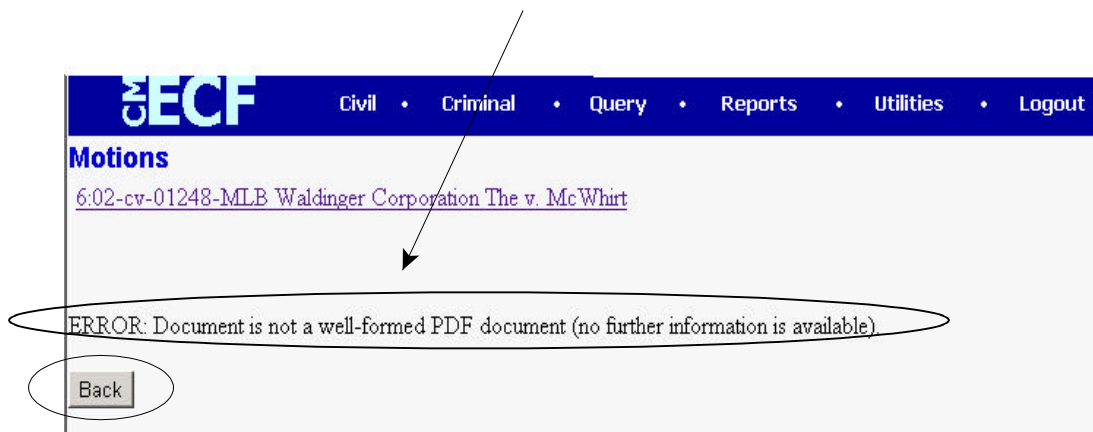 CM ECF Civil • Criminal • Query • Reports • Utilities • Logout
Motions
6:02-cv-01248-MLB Waldinger Corporation The v. McWhirt
ERROR: Document is not a well-formed PDF document (no further information is available).
Back